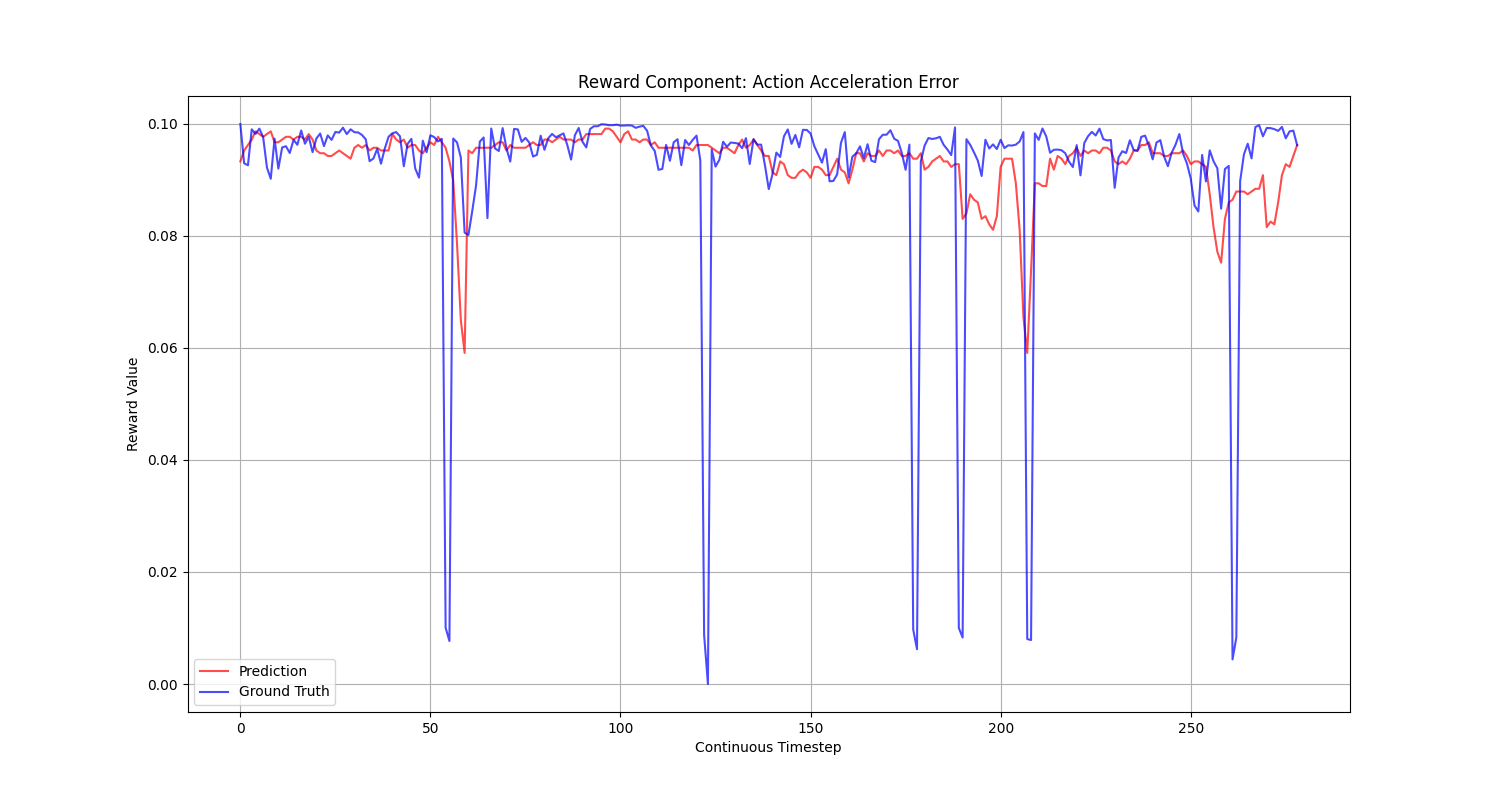 Reward Component: Action Acceleration Error
Reward Value
0.10
0.08
0.06
0.04
0.02
0.00
Prediction
Ground Truth
0 50 100 150 200 250
Continuous Timestep